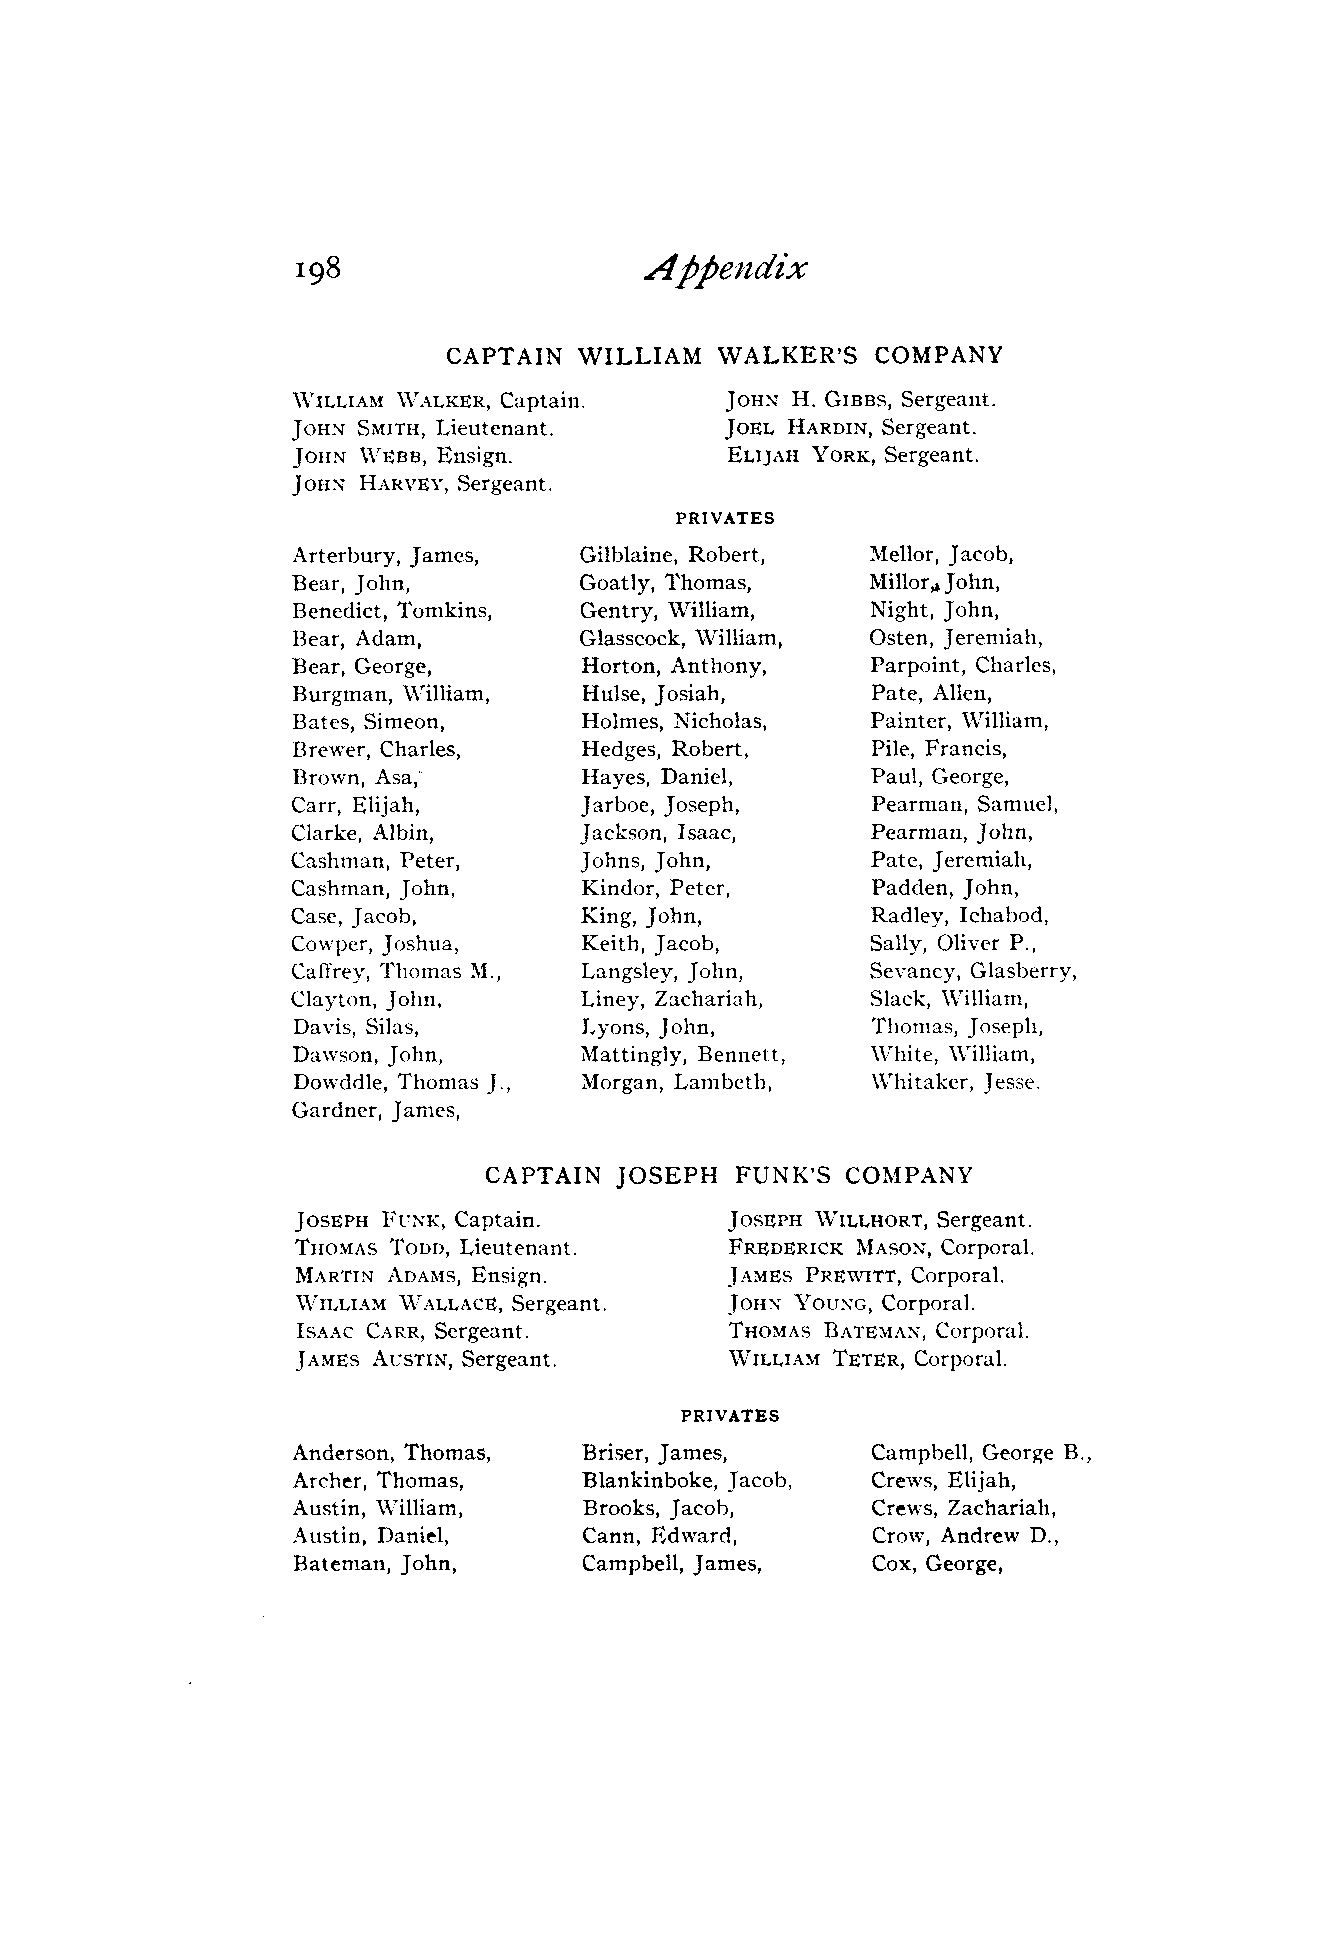 198 Appendix
CAPTAIN WILLIAM WALKER'S COMPANY
WILLIAM WALKER, Captain.
JOHN SMITH, Lieutenant.
JOHN WEBB, Ensign.
JOHN HARVEY, Sergeant.
JOHN H. GIBBS, Sergeant.
JOEL HARDIN, Sergeant.
ELIJAH YORK, Sergeant.
PRIVATES
Arterbury, James,
Bear, John,
Benedict, Tomkins,
Bear, Adam,
Bear, George,
Burgman, William,
Bates, Simeon,
Brewer, Charles,
Brown, Asa,
Carr, Elijah,
Clarke, Albin,
Cashman, Peter,
Cashman, John,
Case, Jacob,
Cowper, Joshua,
Caffrey, Thomas M.,
Clayton, John,
Davis, Silas,
Dawson, John,
Dowddle, Thomas J.,
Gardner, James,
Gilblaine, Robert,
Goatly, Thomas,
Gentry, William,
Glasscock, William,
Horton, Anthony,
Hulse, Josiah,
Holmes, Nicholas,
Hedges, Robert,
Hayes, Daniel,
Jarboe, Joseph,
Jackson, Isaac,
Johns, John,
Kindor, Peter,
King, John,
Keith, Jacob,
Langsley, John,
Liney, Zachariah,
Lyons, John,
Mattingly, Bennett,
Morgan, Lambeth,
Mellor, Jacob,
Millor, John,
Night, John,
Osten, Jeremiah,
Parpoint, Charles,
Pate, Allen,
Painter, William,
Pile, Francis,
Paul, George,
Pearman, Samuel,
Pearman, John,
Pate, Jeremiah,
Padden, John,
Radley, Ichabod,
Sally, Oliver P.,
Sevancy, Glasberry,
Slack, William,
Thomas, Joseph,
White, William,
Whitaker, Jesse.
CAPTAIN JOSEPH FUNK'S COMPANY
JOSEPH FUNK, Captain.
THOMAS TODD, Lieutenant.
MARTIN ADAMS, Ensign.
WILLIAM WALLACE, Sergeant.
ISAAC CARR, Sergeant.
JAMES AUSTIN, Sergeant.
JOSEPH WILLHORT, Sergeant.
FREDERICK MASON, Corporal.
JAMES PREWITT, Corporal.
JOHN YOUNG, Corporal.
THOMAS BATEMAN, Corporal.
WILLIAM TETER, Corporal.
PRIVATES
Anderson, Thomas,
Archer, Thomas,
Austin, William,
Austin, Daniel,
Bateman, John,
Briser, James,
Blankinboke, Jacob,
Brooks, Jacob,
Cann, Edward,
Campbell, James,
Campbell, George B.,
Crews, Elijah,
Crews, Zachariah,
Crow, Andrew D.,
Cox, George,